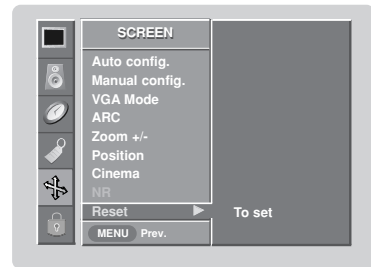 SCREEN
Auto config.
Manual config.
VGA Mode
ARC
Zoom +/-
Position
Cinema
NR
Reset ▶ To set
MENU Prev.